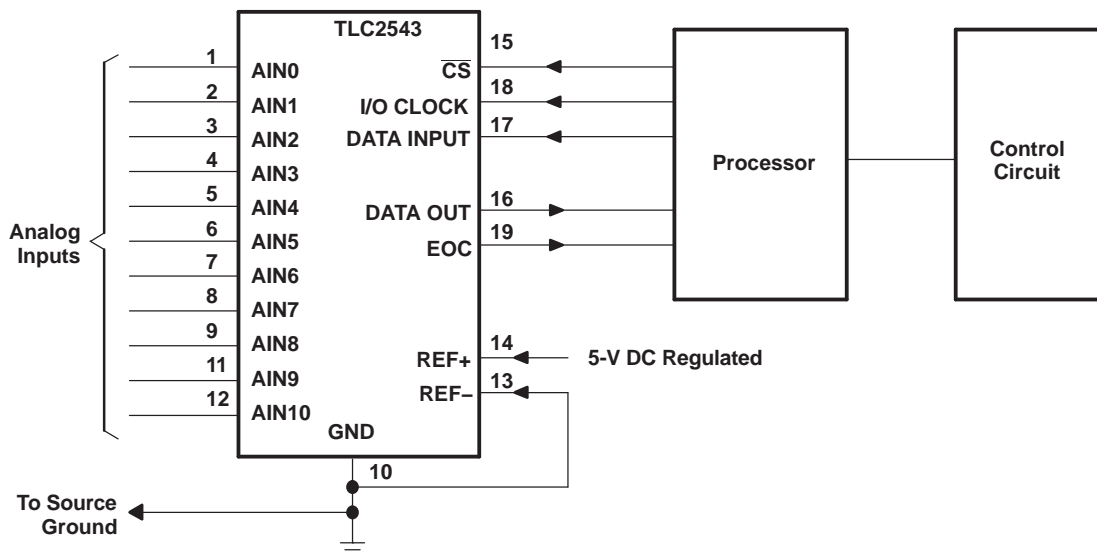 TLC2543
1
AIN0
2
AIN1
3
AIN2
4
AIN3
5
AIN4
6
AIN5
7
AIN6
8
AIN7
9
AIN8
11
AIN9
12
AIN10
Analog
Inputs
15
CS
18
I/O CLOCK
17
DATA INPUT
16
DATA OUT
19
EOC
14
REF+
5-V DC Regulated
13
REF–
GND
10
To Source
Ground
Processor
Control
Circuit